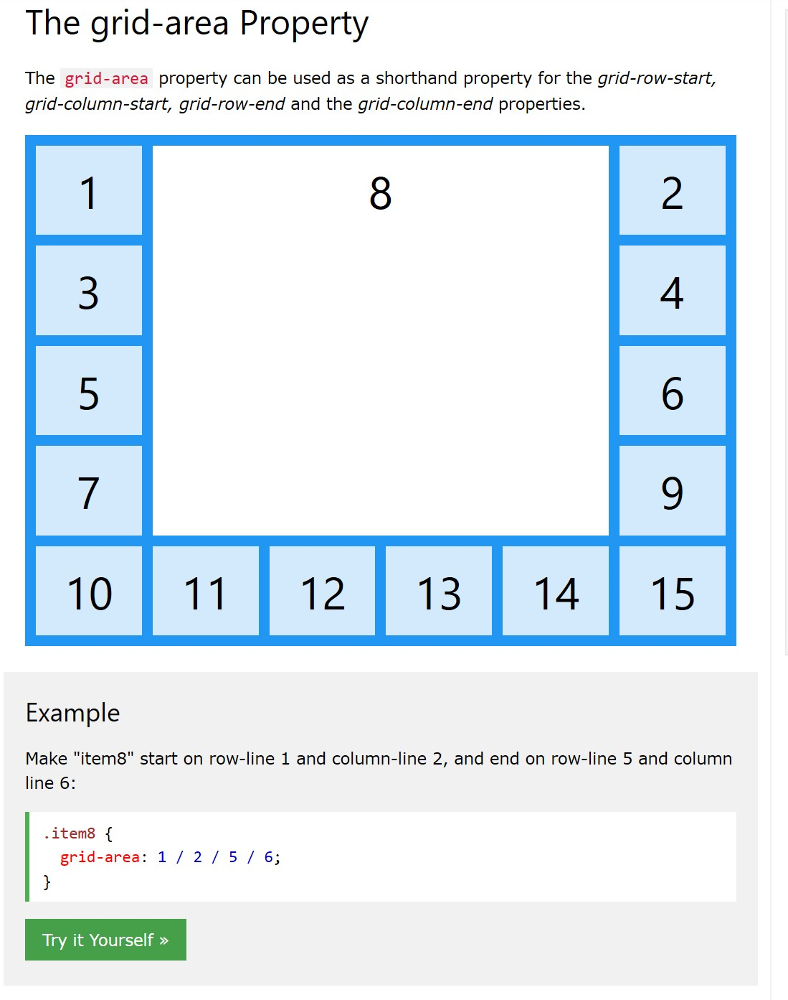 The grid-area Property
The grid-area property can be used as a shorthand property for the grid-row-start,
grid-column-start, grid-row-end and the grid-column-end properties.
1 8 2
3 4
5 6
7 9
10 11 12 13 14 15
Example
Make "item8" start on row-line 1 and column-line 2, and end on row-line 5 and column
line 6:
.item8 {
  grid-area: 1 / 2 / 5 / 6;
}
Try it Yourself »